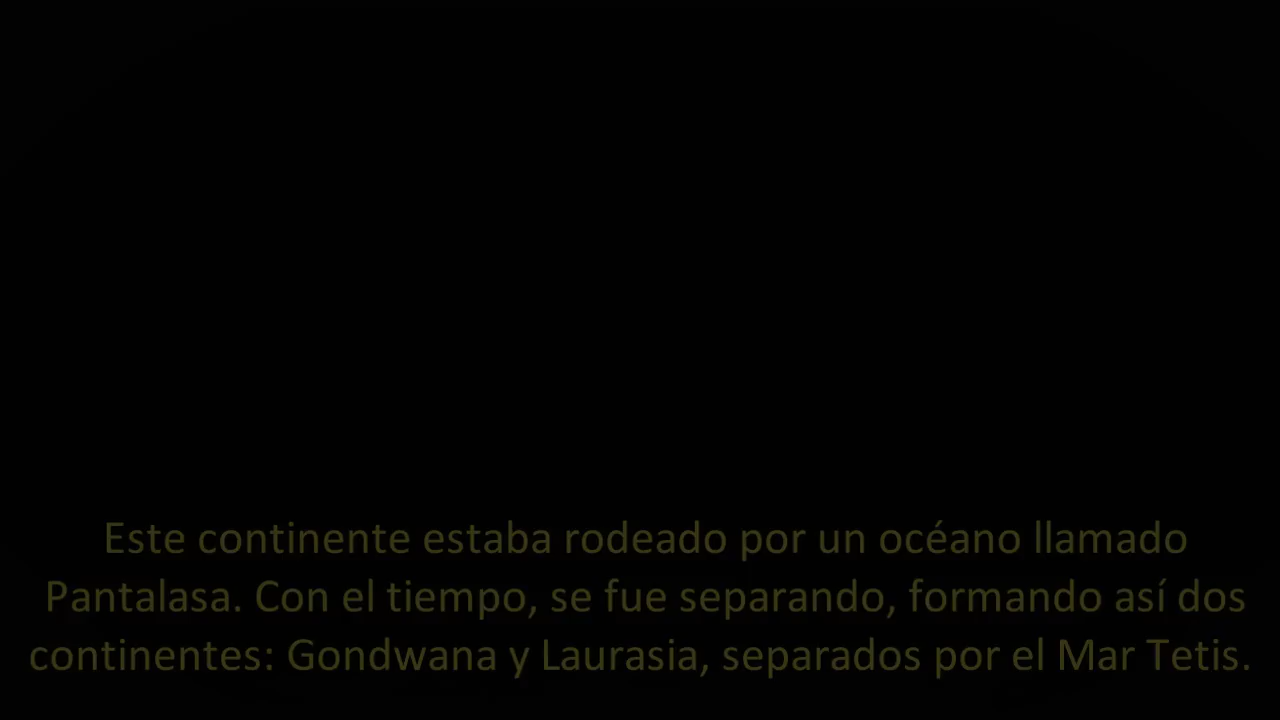 Este continente estaba rodeado por un océano llamado
Pantalasa. Con el tiempo, se fue separando, formando así dos
continentes: Gondwana y Laurasia, separados por el Mar Tetis.